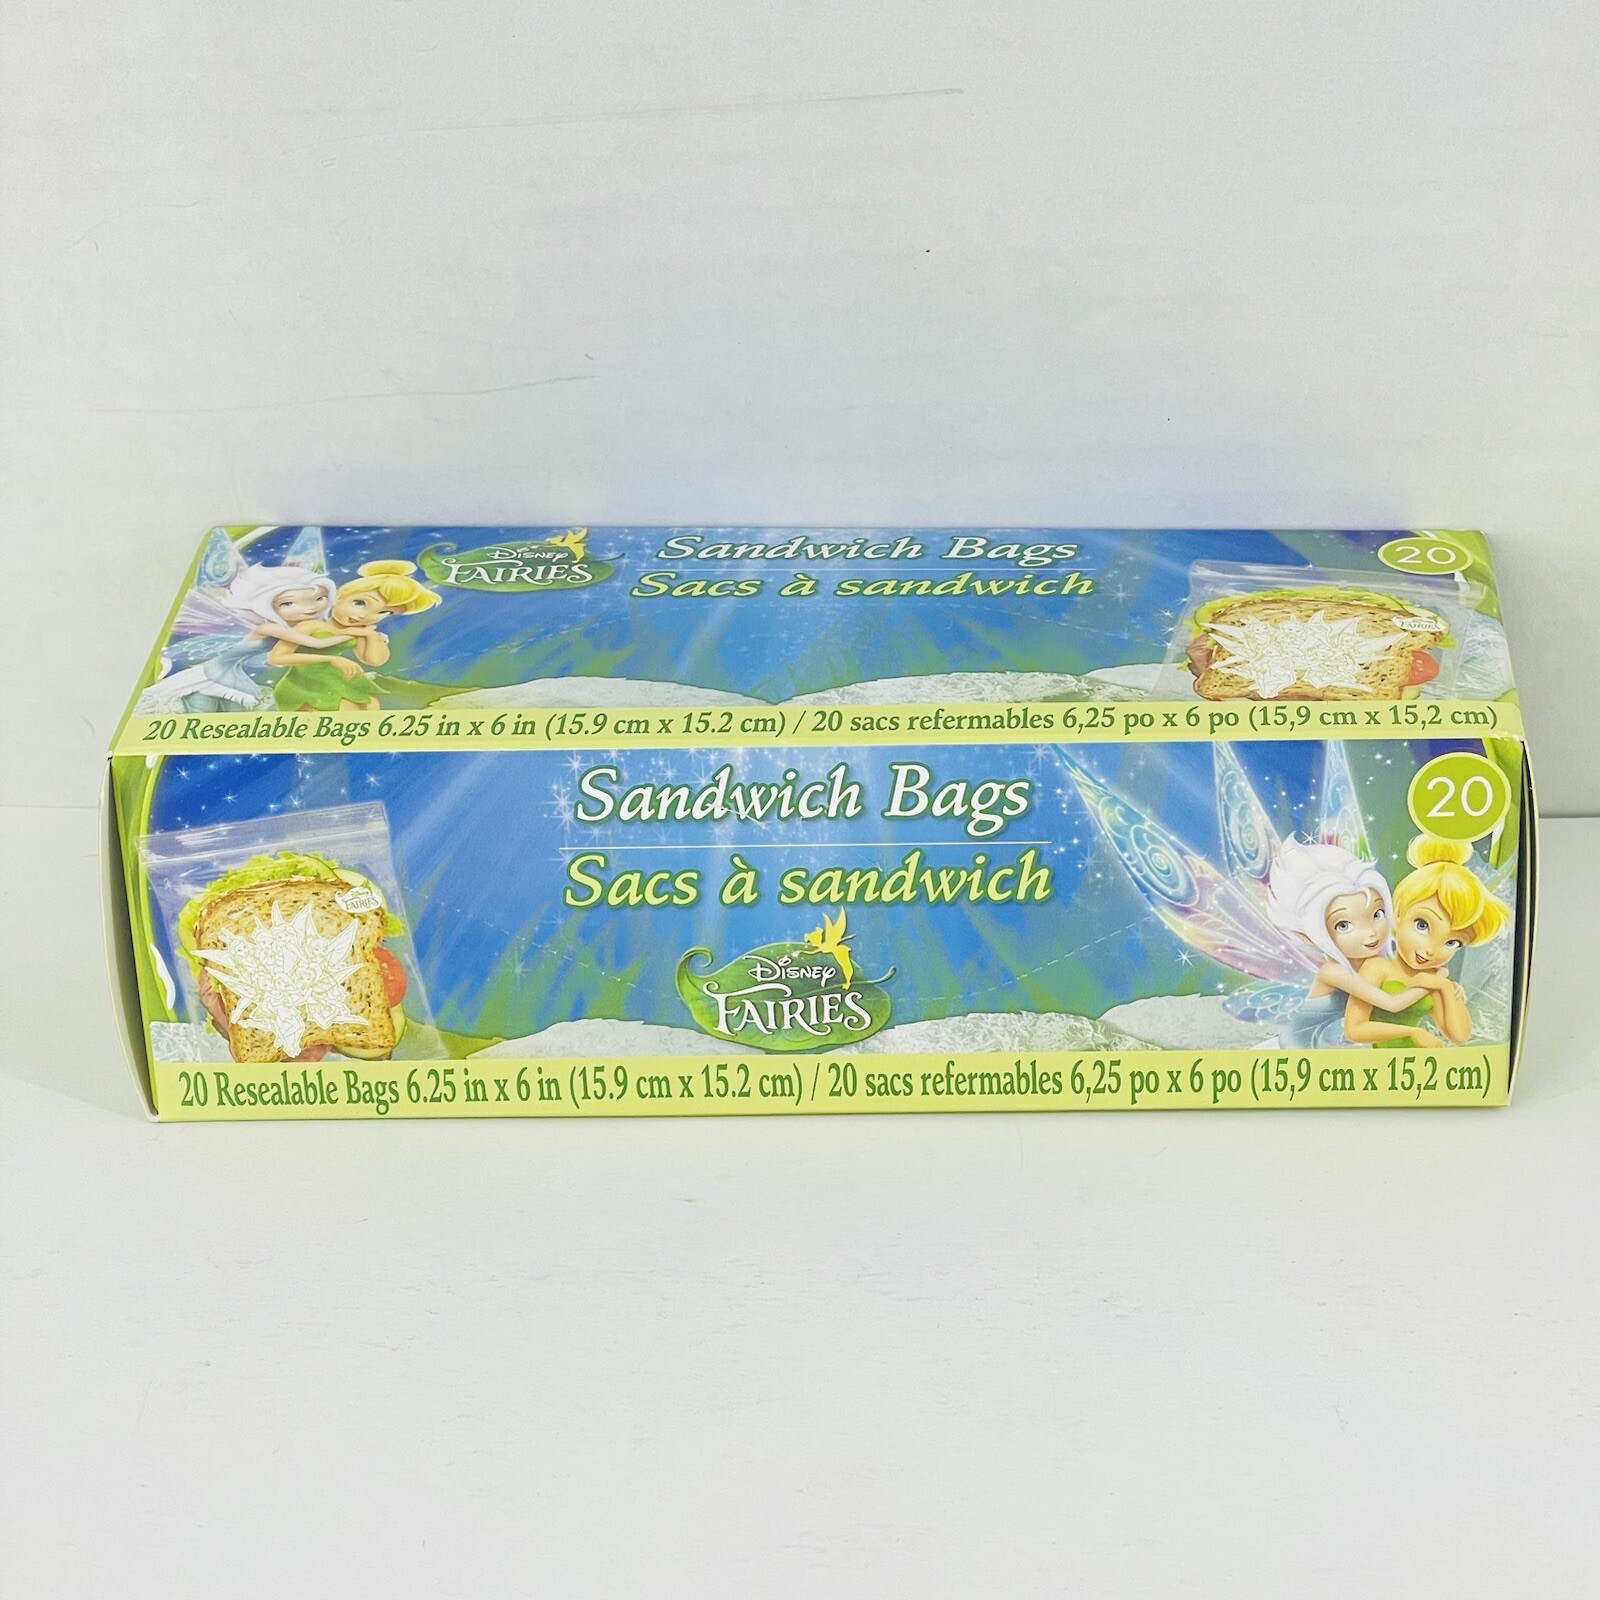 Disney
FAIRIES
Sandwich Bags
Sacs à sandwich
20
FAIRIES
20 Resealable Bags 6.25 in x 6 in (15.9 cm x 15.2 cm) / 20 sacs refermables 6,25 po x 6 po (15,9 cm x 15,2 cm)
Sandwich Bags
Sacs à sandwich
20
FAIRIES
Disney
FAIRIES
20 Resealable Bags 6.25 in x 6 in (15.9 cm x 15.2 cm) / 20 sacs refermables 6,25 po x 6 po (15,9 cm x 15,2 cm)